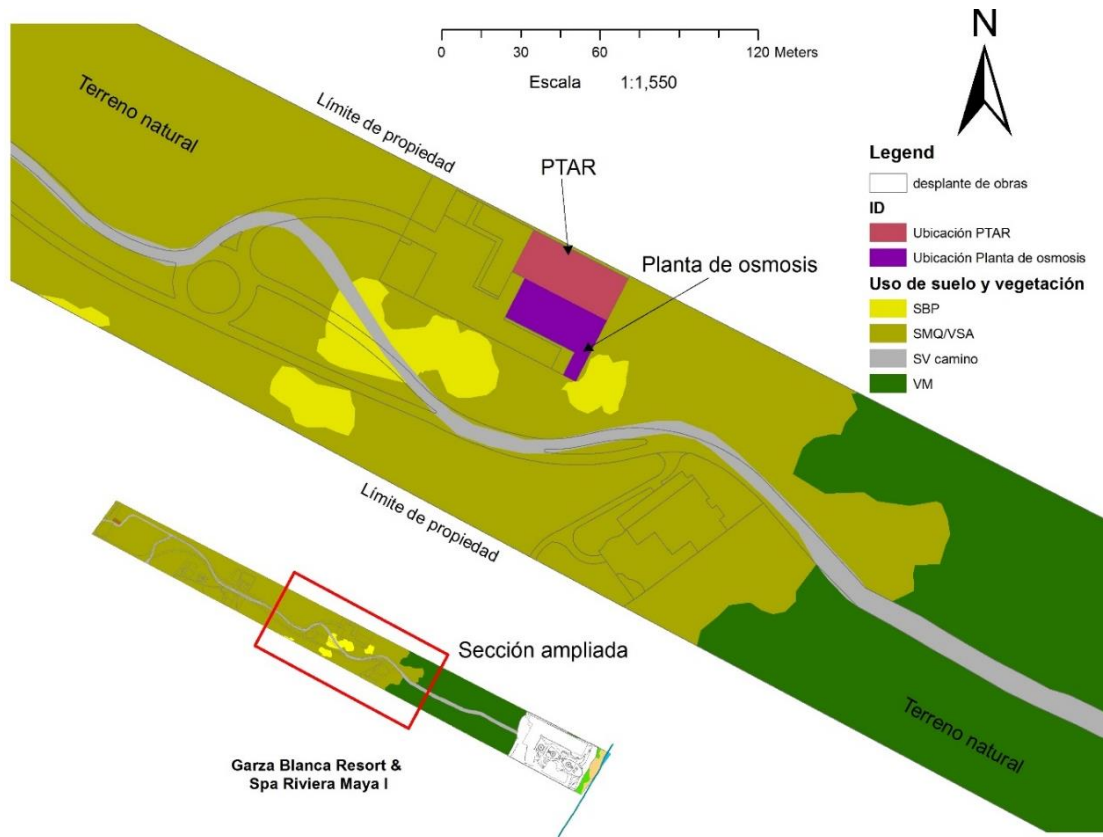 N
0 30 60 120 Meters
Escala 1:1,550
Terreno natural
Límite de propiedad
PTAR
Planta de osmosis
Legend
desplante de obras
ID
Ubicación PTAR
Ubicación Planta de osmosis
Uso de suelo y vegetación
SBP
SMQ/VSA
SV camino
VM
Límite de propiedad
Sección ampliada
Terreno natural
Garza Blanca Resort &
Spa Riviera Maya I